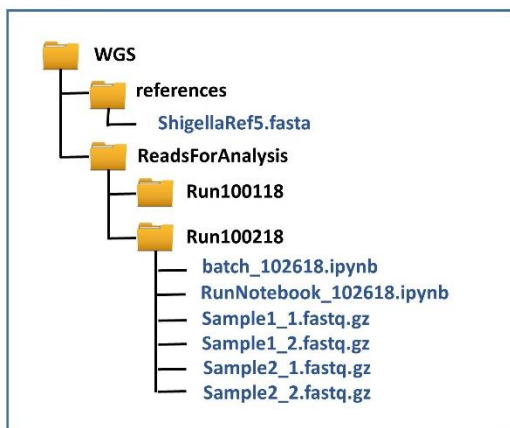 WGS
references
ShigellaRef5.fasta
ReadsForAnalysis
Run100118
Run100218
batch_102618.ipynb
RunNotebook_102618.ipynb
Sample1_1.fastq.gz
Sample1_2.fastq.gz
Sample2_1.fastq.gz
Sample2_2.fastq.gz